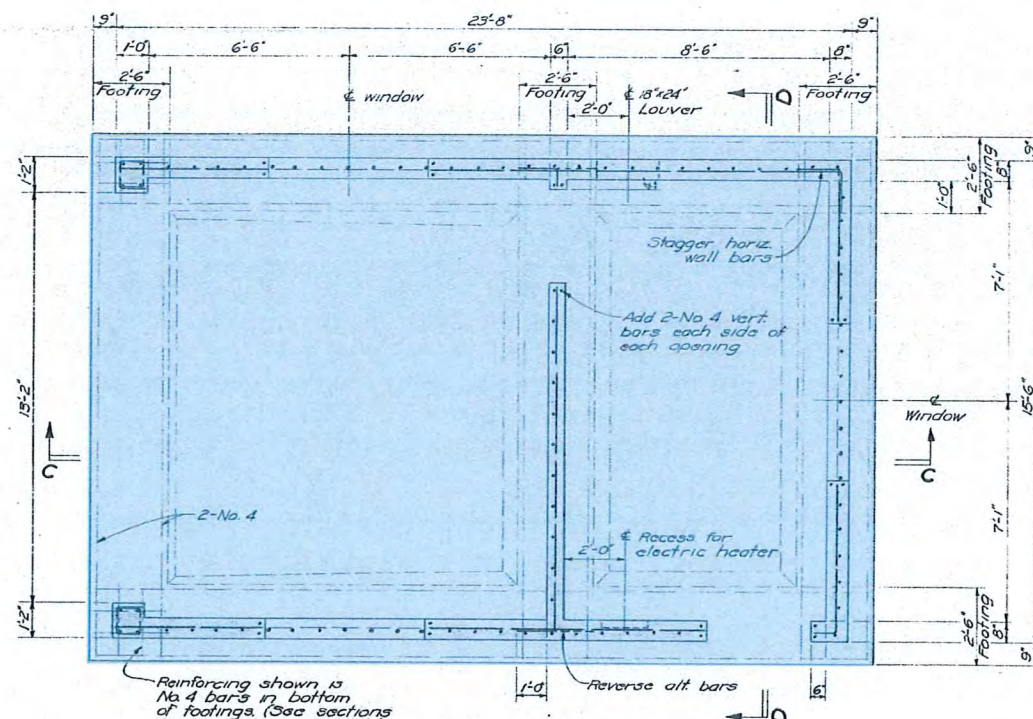 9" 23'-8" 9"
1'-0" 6'-6" 6'-6" 6" 8'-6" 8"
2'-6" 2'-6" 2'-6"
Footing Footing Footing
℄ window
℄ 18"x24"
Louver
2'-0"
D
1'-2"
9"
2'-6"
Footing
8"
1'-0"
Stagger horiz.
wall bars
7'-1"
Add 2-No. 4 vert.
bars each side of
each opening
13'-2"
15'-6"
℄
Window
C
C
2-No. 4
℄ Recess for
electric heater
2'-0"
7'-1"
1'-2"
2'-6"
Footing
8"
9"
Reinforcing shown is
No. 4 bars in bottom
of footings. (See sections
1'-0"
Reverse alt. bars
6"
D